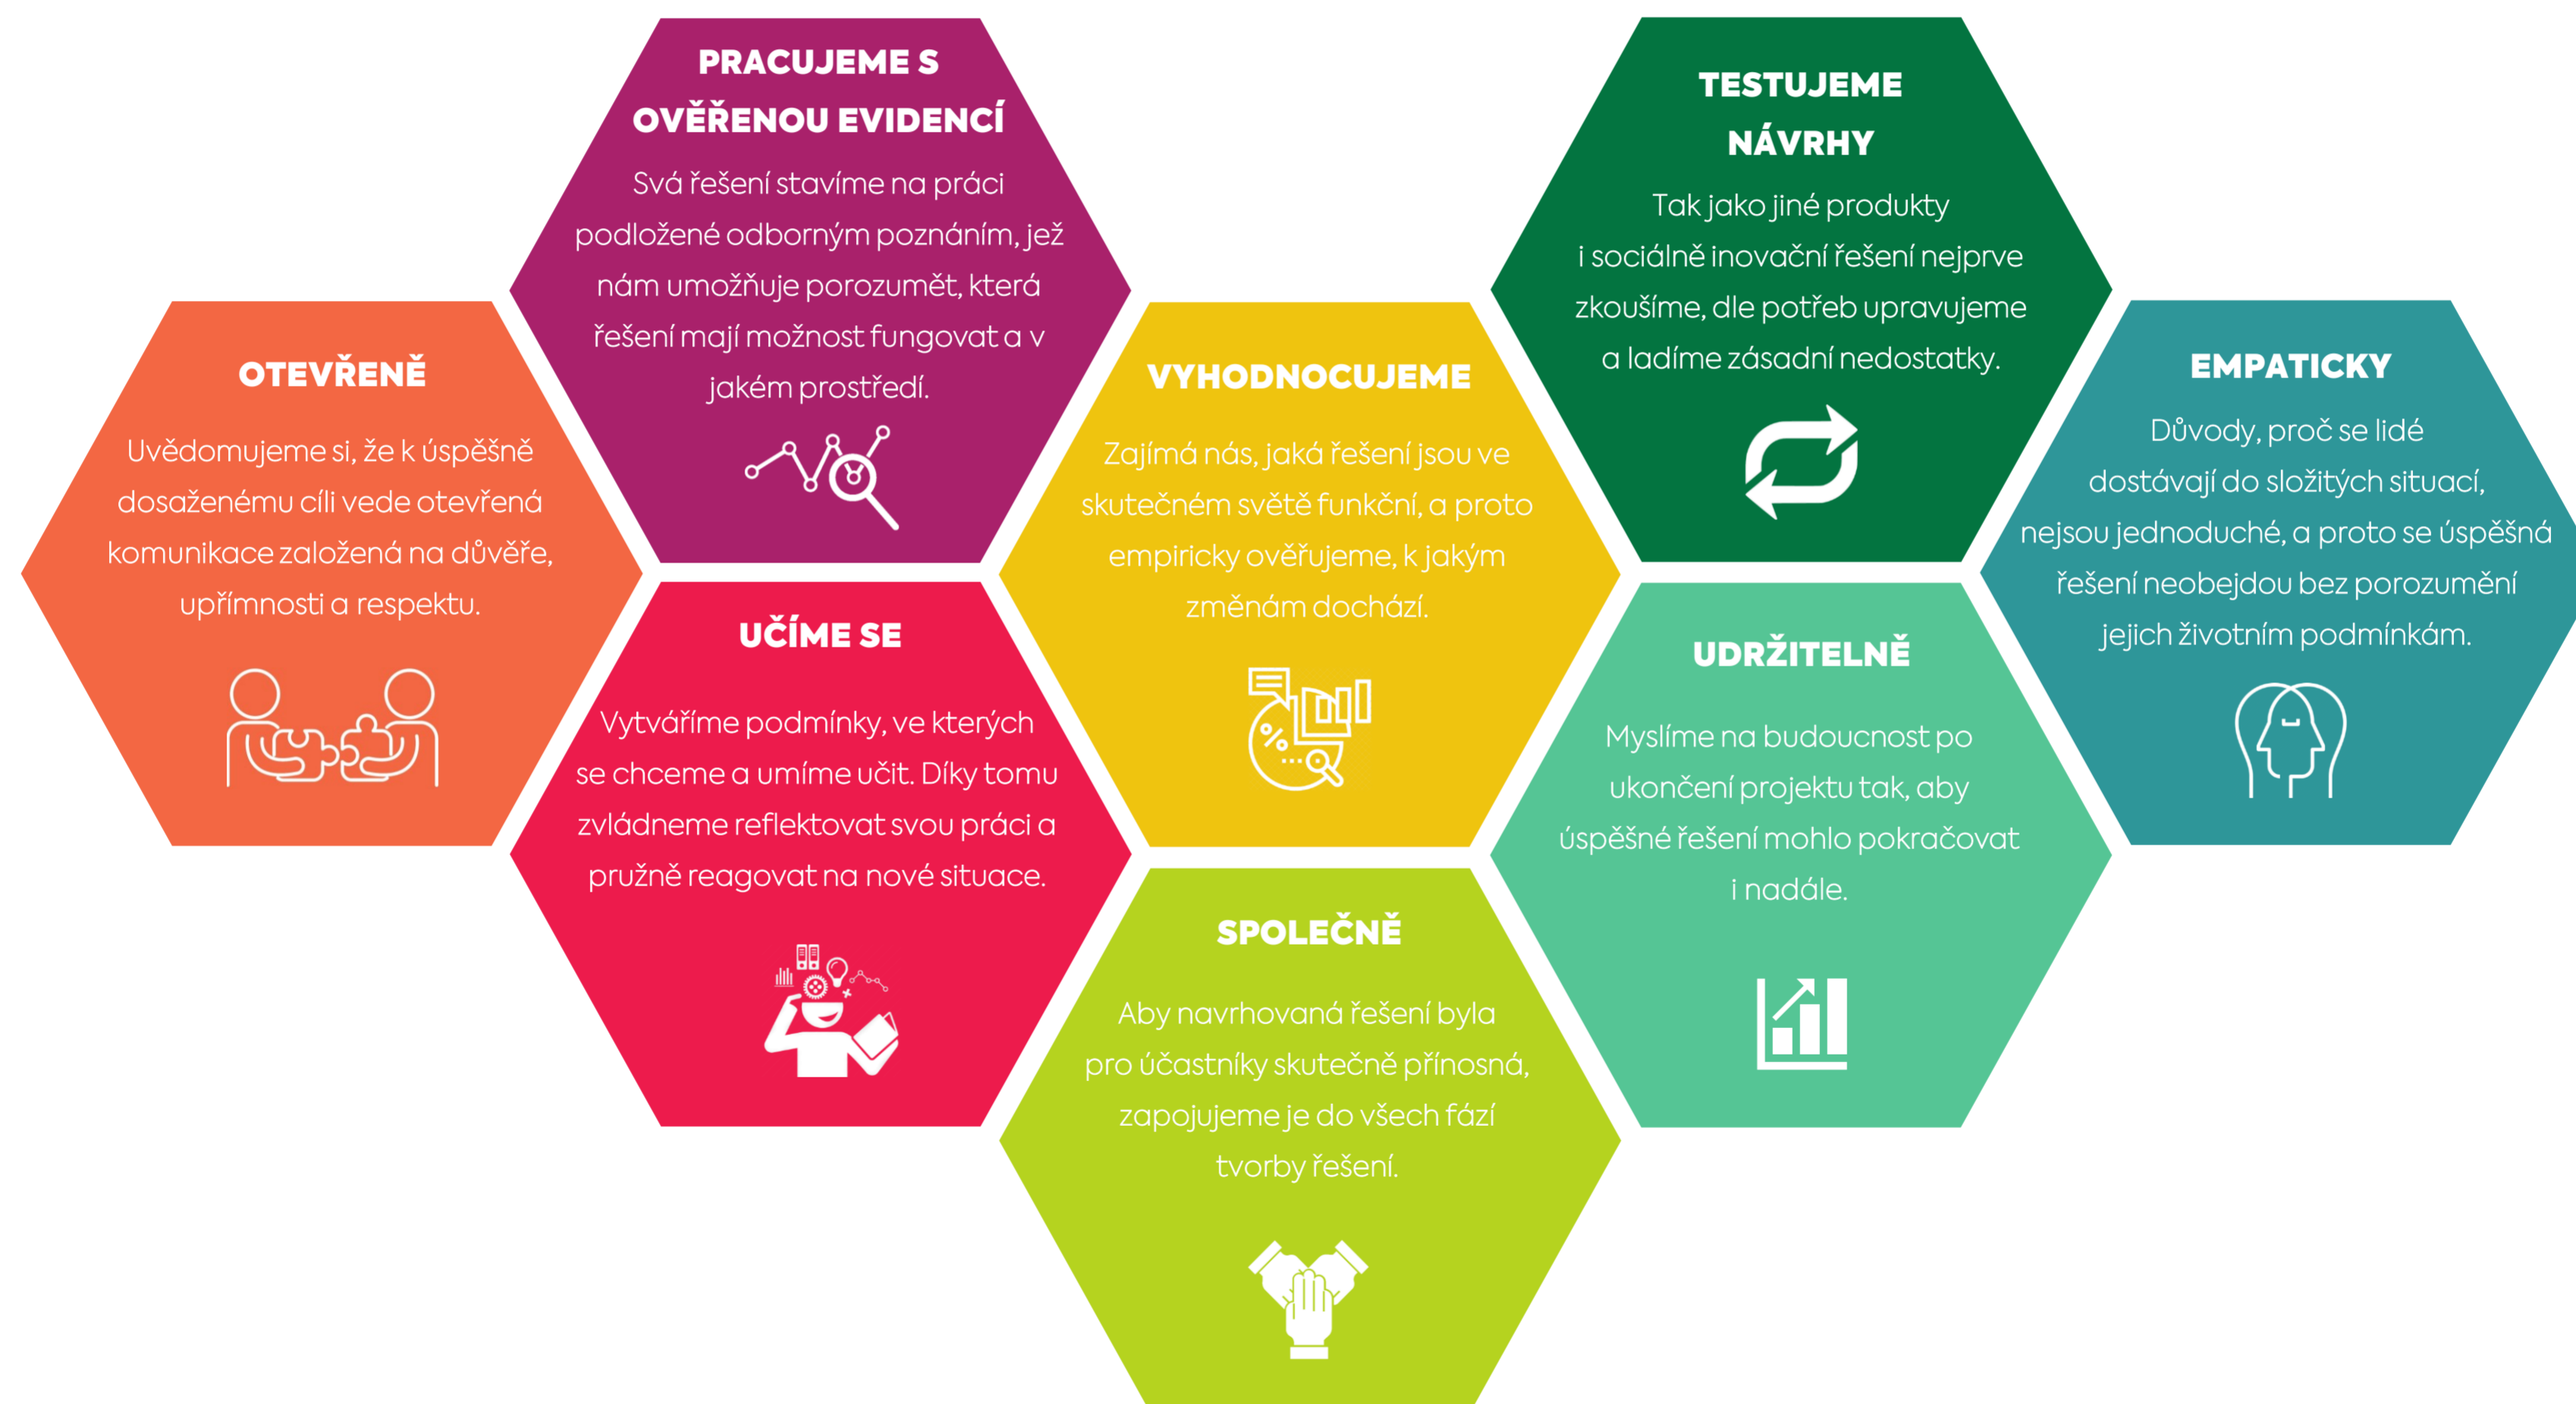 OTEVŘENĚ
Uvědomujeme si, že k úspěšně
dosaženému cíli vede otevřená
komunikace založená na důvěře,
upřímnosti a respektu.
PRACUJEME S
OVĚŘENOU EVIDENCÍ
Svá řešení stavíme na práci
podložené odborným poznáním, jež
nám umožňuje porozumět, která
řešení mají možnost fungovat a v
jakém prostředí.
UČÍME SE
Vytváříme podmínky, ve kterých
se chceme a umíme učit. Díky tomu
zvládneme reflektovat svou práci a
pružně reagovat na nové situace.
VYHODNOCUJEME
Zajímá nás, jaká řešení jsou ve
skutečném světě funkční, a proto
empiricky ověřujeme, k jakým
změnám dochází.
%
SPOLEČNĚ
Aby navrhovaná řešení byla
pro účastníky skutečně přínosná,
zapojujeme je do všech fází
tvorby řešení.
TESTUJEME
NÁVRHY
Tak jako jiné produkty
i sociálně inovační řešení nejprve
zkoušíme, dle potřeb upravujeme
a ladíme zásadní nedostatky.
UDRŽITELNĚ
Myslíme na budoucnost po
ukončení projektu tak, aby
úspěšné řešení mohlo pokračovat
i nadále.
EMPATICKY
Důvody, proč se lidé
dostávají do složitých situací,
nejsou jednoduché, a proto se úspěšná
řešení neobejdou bez porozumění
jejich životním podmínkám.